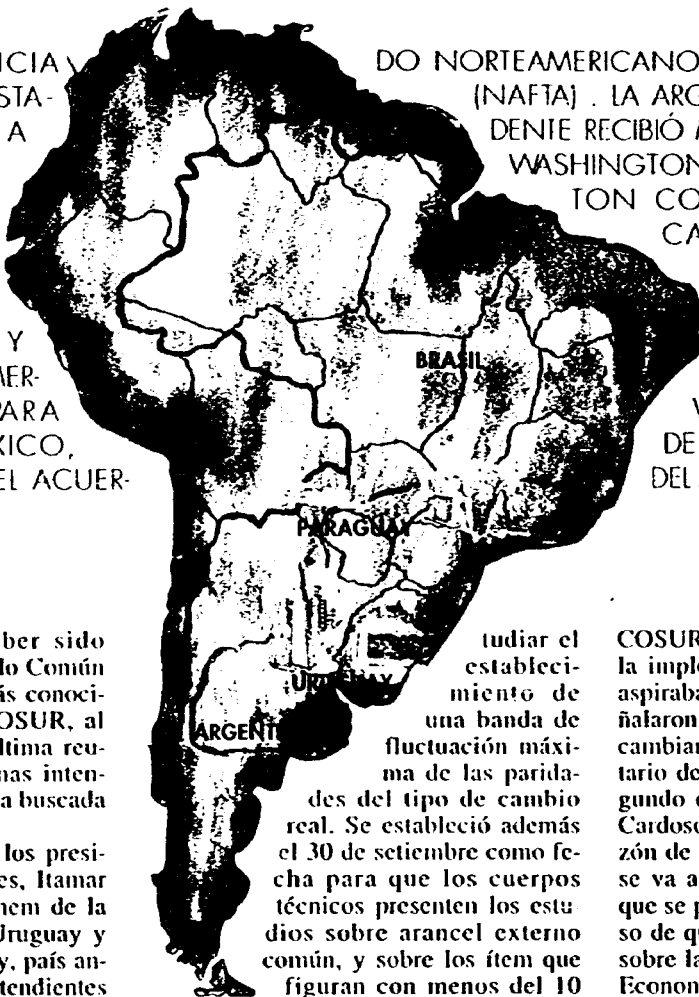 NCIA
STA-
A
Y
MER-
PARA
XICO,
EL ACUER-
DO NORTEAMERICANO
(NAFTA) . LA ARG
DENTE RECIBIÓ
WASHINGTON
TON CO
CA
DE
DEL
BRASIL
PARAGUAY
URUGUAY
ARGENTI
ber sido
do Común
ás conoci-
OSUR, al
ltima reu-
nas inten-
a buscada
los presi-
es, Itamar
nem de la
Uruguay y
y, país an-
tendientes
tudiar el
estableci-
miento de
una banda de
fluctuación máxi-
ma de las parida-
des del tipo de cambio
real. Se estableció además
el 30 de setiembre como fe-
cha para que los cuerpos
técnicos presenten los estu-
dios sobre arancel externo
común, y sobre los ítem que
figuran con menos del 10
COSUR
la imple
aspiraba
ñalaron
cambiar
tario de
gundo
Cardoso
zón de
se va a
que se p
so de q
sobre la
Econom